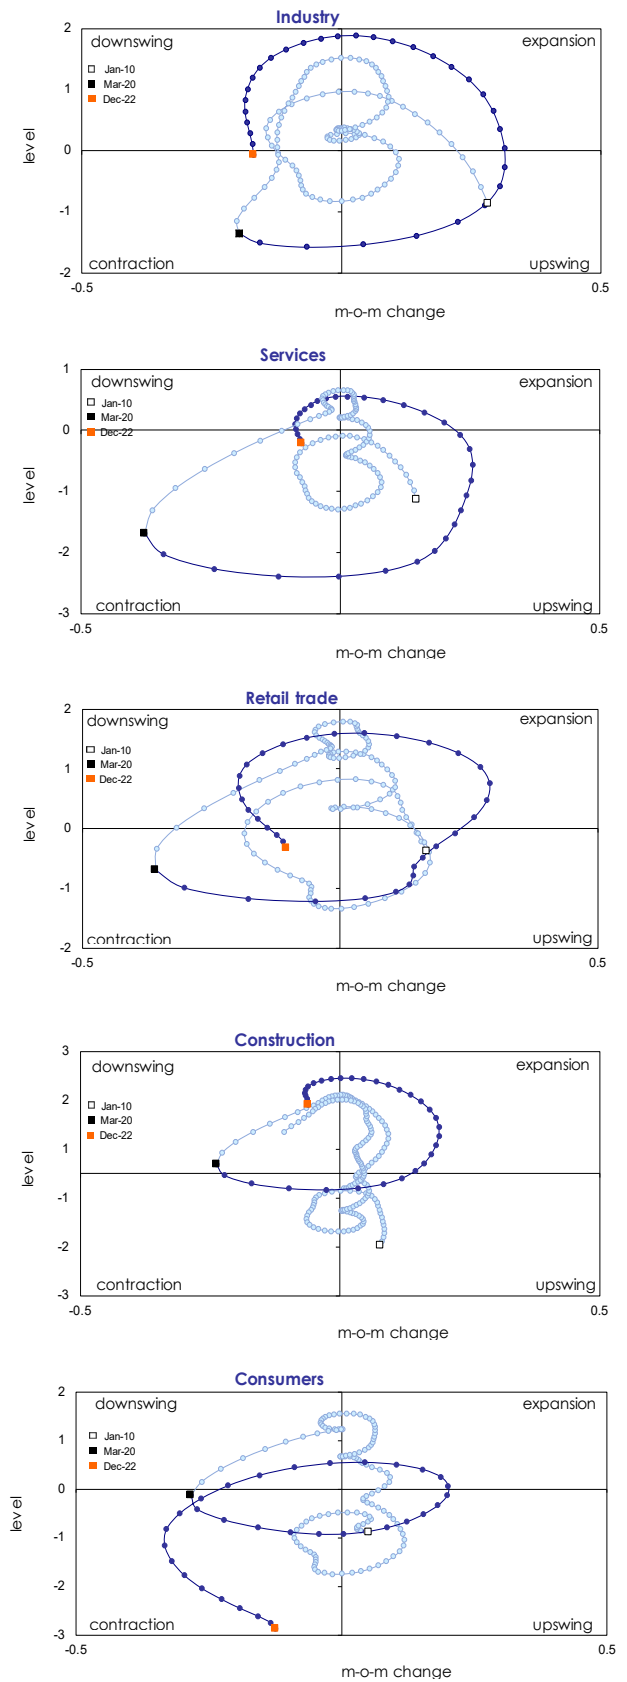 Industry
2
downswing
expansion
Jan-10
Mar-20
Dec-22
1
level
0
-1
contraction
upswing
-2
-0.5
0.5
m-o-m change
Services
1
downswing
expansion
Jan-10
Mar-20
Dec-22
0
level
-1
-2
contraction
upswing
-3
-0.5
0.5
m-o-m change
Retail trade
2
downswing
expansion
Jan-10
Mar-20
Dec-22
1
level
0
-1
contraction
upswing
-2
-0.5
0.5
m-o-m change
Construction
3
downswing
expansion
2
Jan-10
Mar-20
Dec-22
1
level
-1
-2
contraction
upswing
-3
-0.5
0.5
m-o-m change
Consumers
2
downswing
expansion
Jan-10
Mar-20
Dec-22
1
0
level
-1
-2
contraction
upswing
-3
-0.5
0.5
m-o-m change